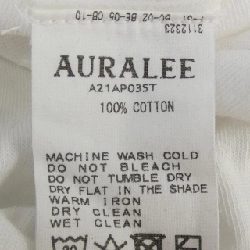 3112323
AURALEE
A21AP03ST
100% COTTON
MACHINE WASH COLD
DO NOT BLEACH
DO NOT TUMBLE DRY
DRY FLAT IN THE SHADE
WARM IRON
DRY CLEAN
WET CLEAN